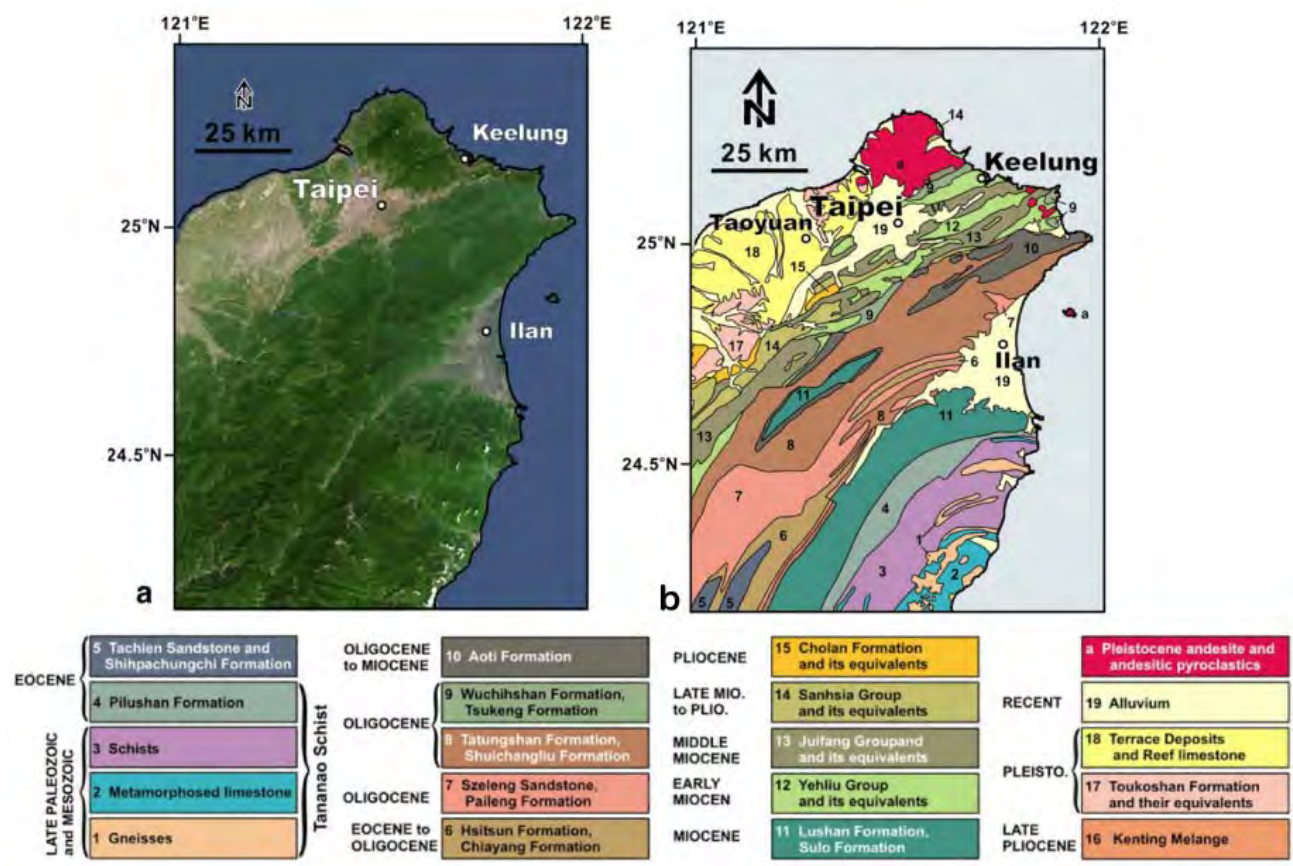 121°E
122°E
N
25 km
Keelung
Taipei
25°N
Ilan
24.5°N
a
121°E
122°E
N
14
25 km
a
Keelung
9
Taipei
Taoyuan
19
12
9
18
13
10
15
9
7
a
17
14
6
Ilan
19
11
8
11
13
8
24.5°N
25°N
7
4
6
1
3
2
5
5
b
EOCENE
5 Tachien Sandstone and
Shihpachungchi Formation
4 Pilushan Formation
LATE PALEOZOIC
and MESOZOIC
3 Schists
2 Metamorphosed limestone
1 Gneisses
Tananao Schist
OLIGOCENE
to MIOCENE
10 Aoti Formation
OLIGOCENE
9 Wuchihshan Formation,
Tsukeng Formation
8 Tatungshan Formation,
Shuichangliu Formation
OLIGOCENE
7 Szeleng Sandstone,
Paileng Formation
EOCENE to
OLIGOCENE
6 Hsitsun Formation,
Chiayang Formation
PLIOCENE
15 Cholan Formation
and its equivalents
LATE MIO.
to PLIO.
14 Sanhsia Group
and its equivalents
MIDDLE
MIOCENE
13 Juifang Groupand
and its equivalents
EARLY
MIOCEN
12 Yehliu Group
and its equivalents
MIOCENE
11 Lushan Formation,
Sulo Formation
a Pleistocene andesite and
andesitic pyroclastics
RECENT
19 Alluvium
PLEISTO.
18 Terrace Deposits
and Reef limestone
17 Toukoshan Formation
and their equivalents
LATE
PLIOCENE
16 Kenting Melange